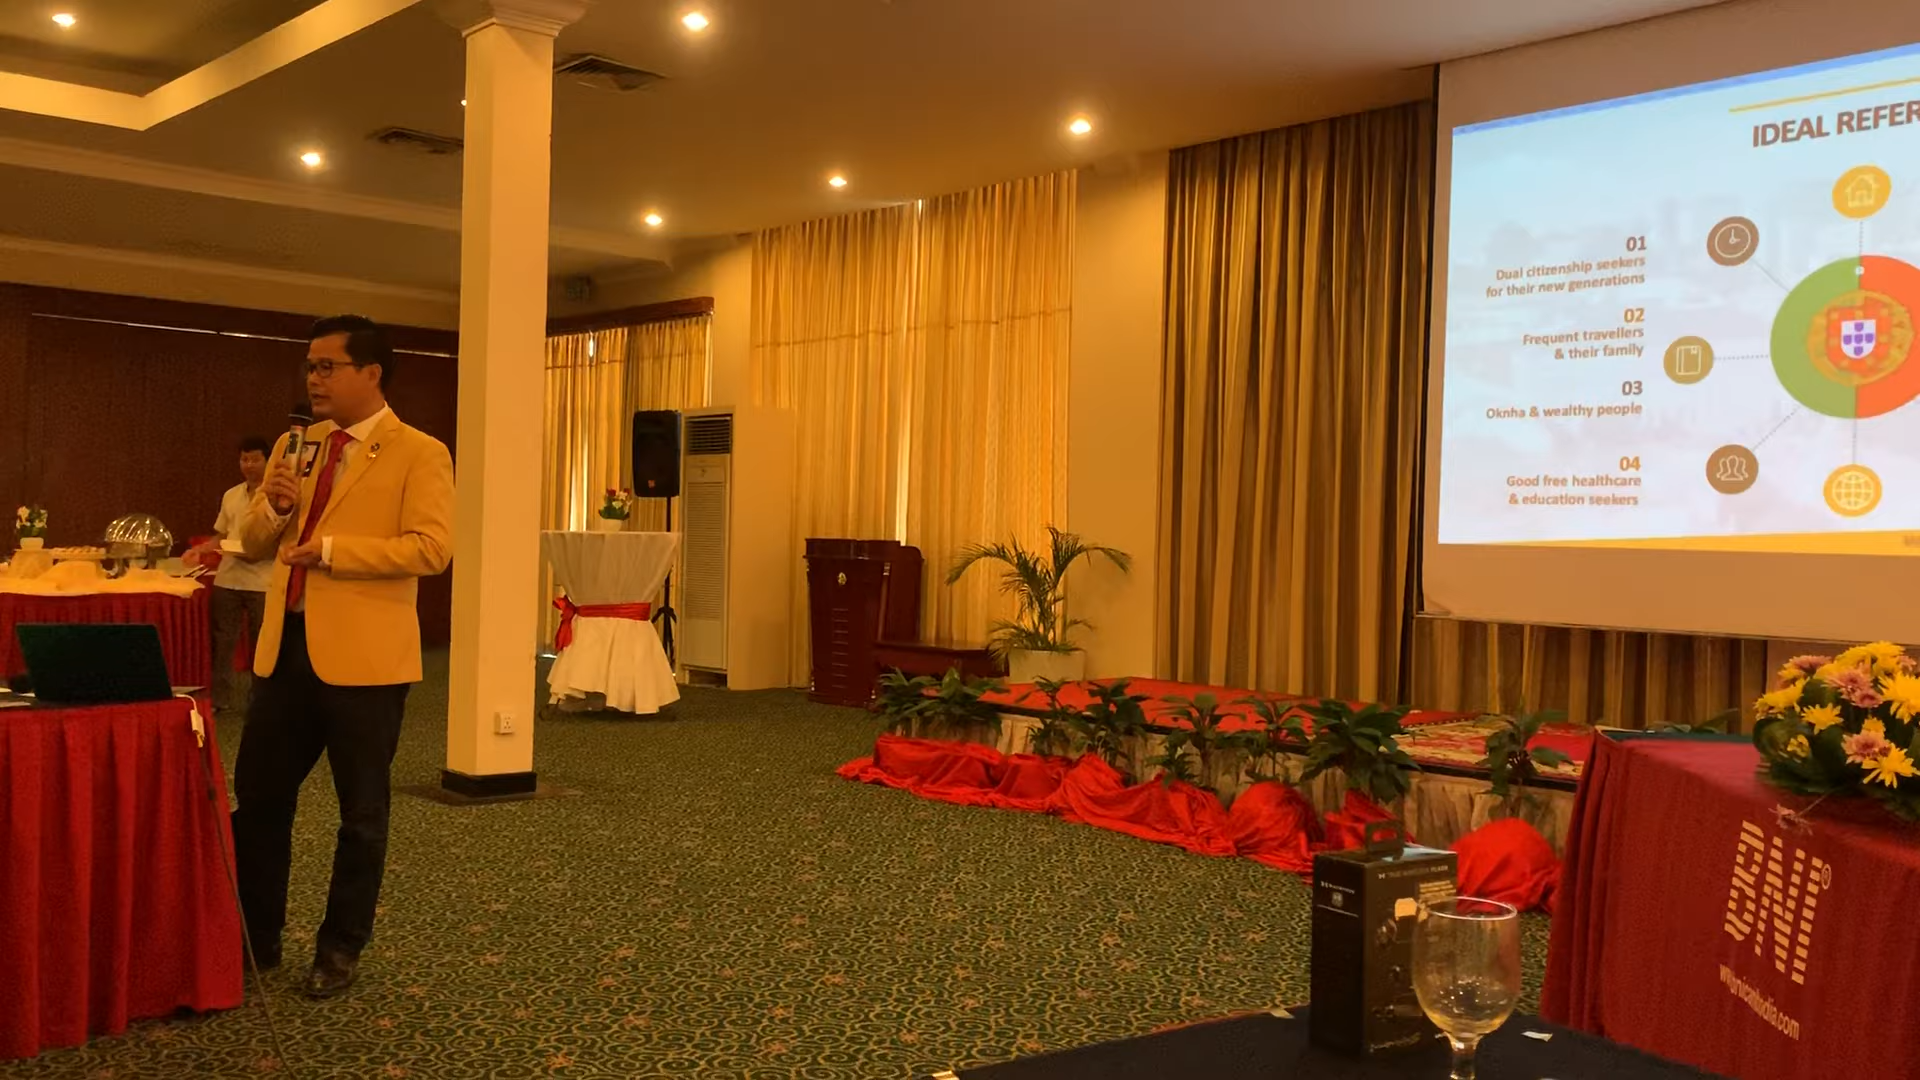 IDEAL REFER
01
Dual citizenship seekers
for their new generations
02
Frequent travellers
& their family
03
Oknha & wealthy people
04
Good free healthcare
& education seekers
BNI®